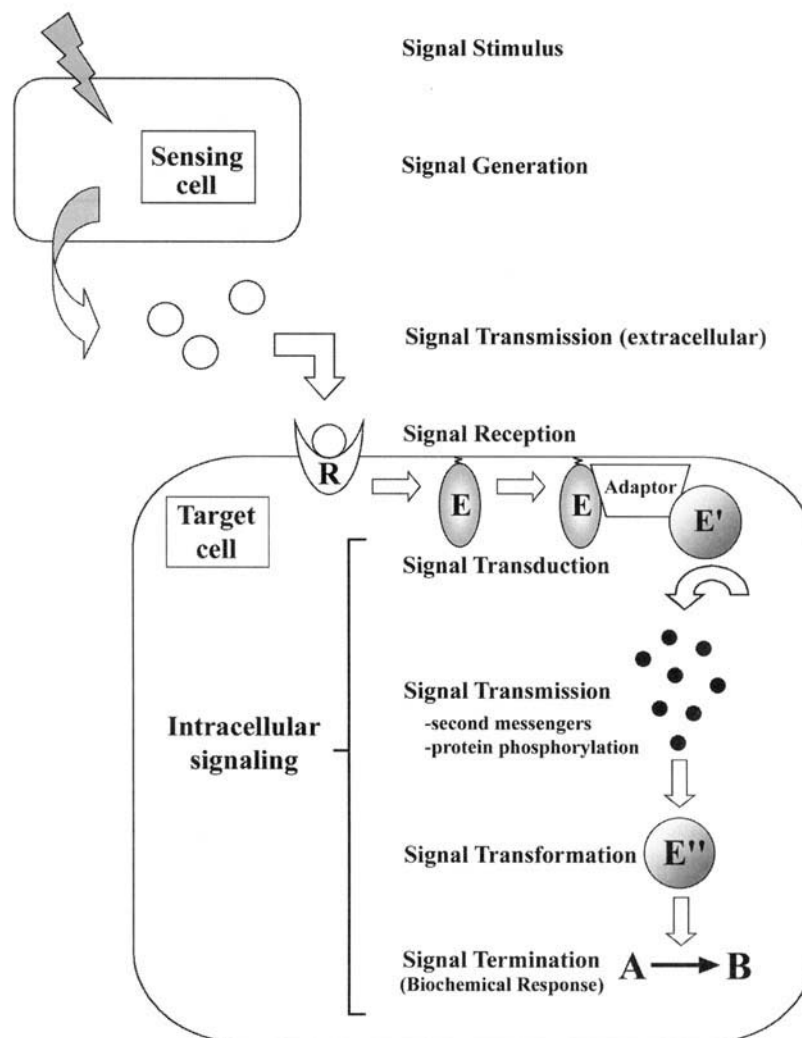 Signal Stimulus
Sensing
cell
Signal Generation
Signal Transmission (extracellular)
Signal Reception
R
E
E
Adaptor
E'
Target
cell
Signal Transduction
Intracellular
signaling
Signal Transmission
-second messengers
-protein phosphorylation
Signal Transformation
E''
Signal Termination
(Biochemical Response)
A
B